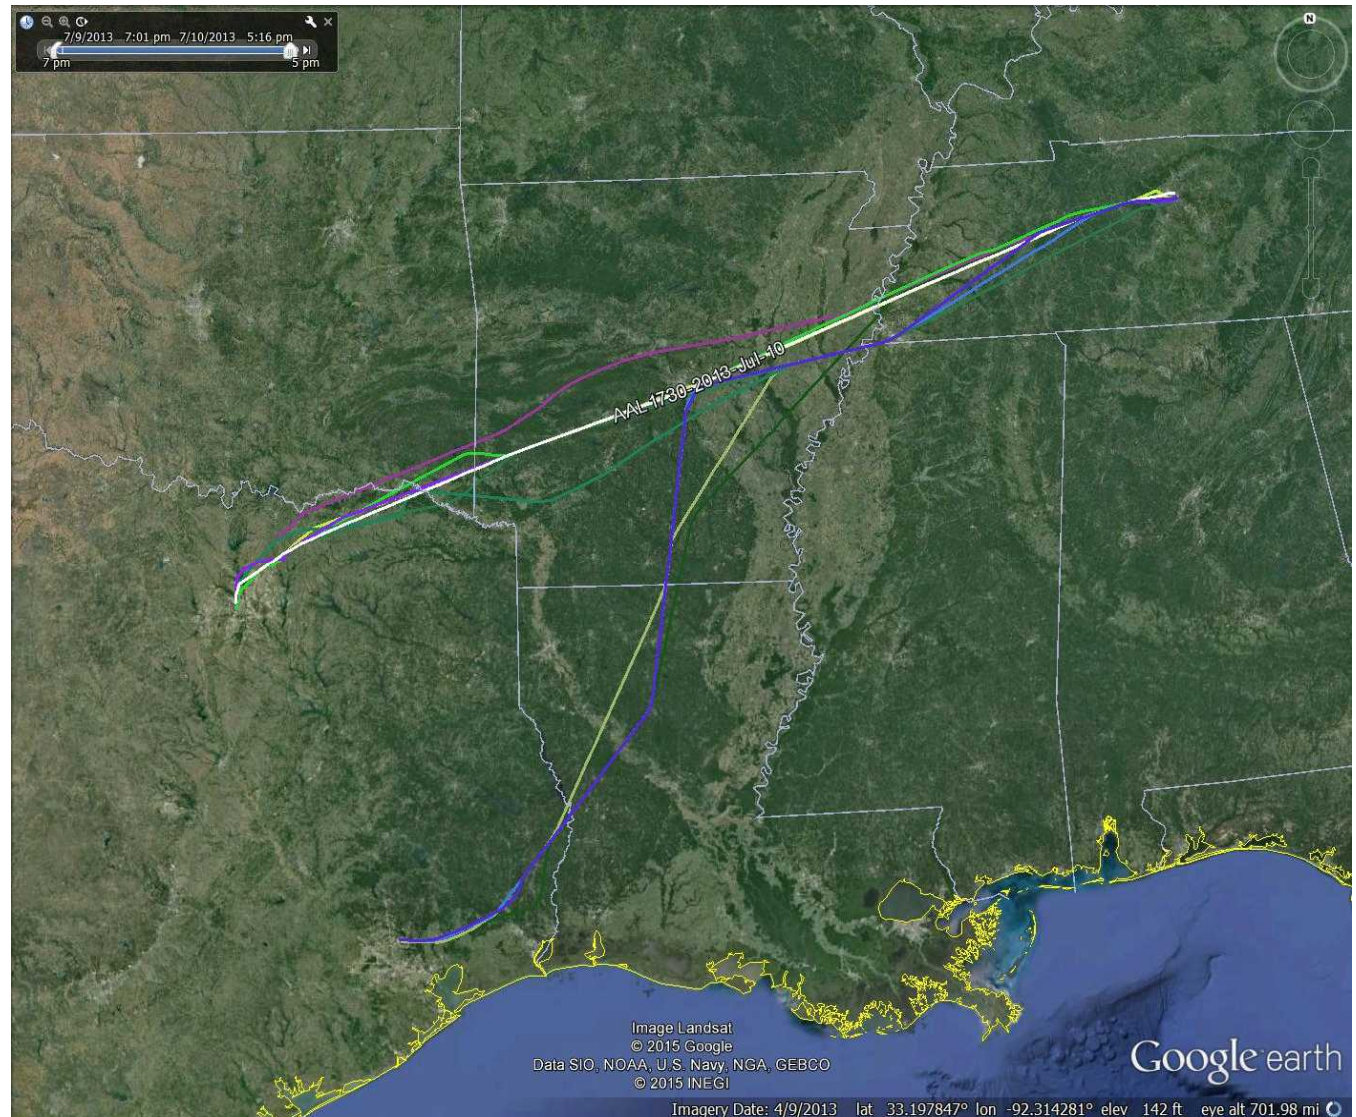 7/9/2013 7:01 pm 7/10/2013 5:16 pm
7 pm 5 pm
N
AAL 1730-2013-Jul-10
Image Landsat
© 2015 Google
Data SIO, NOAA, U.S. Navy, NGA, GEBCO
© 2015 INEGI
Google earth
Imagery Date: 4/9/2013 lat 33.197847° lon -92.314281° elev 142 ft eye alt 701.98 mi